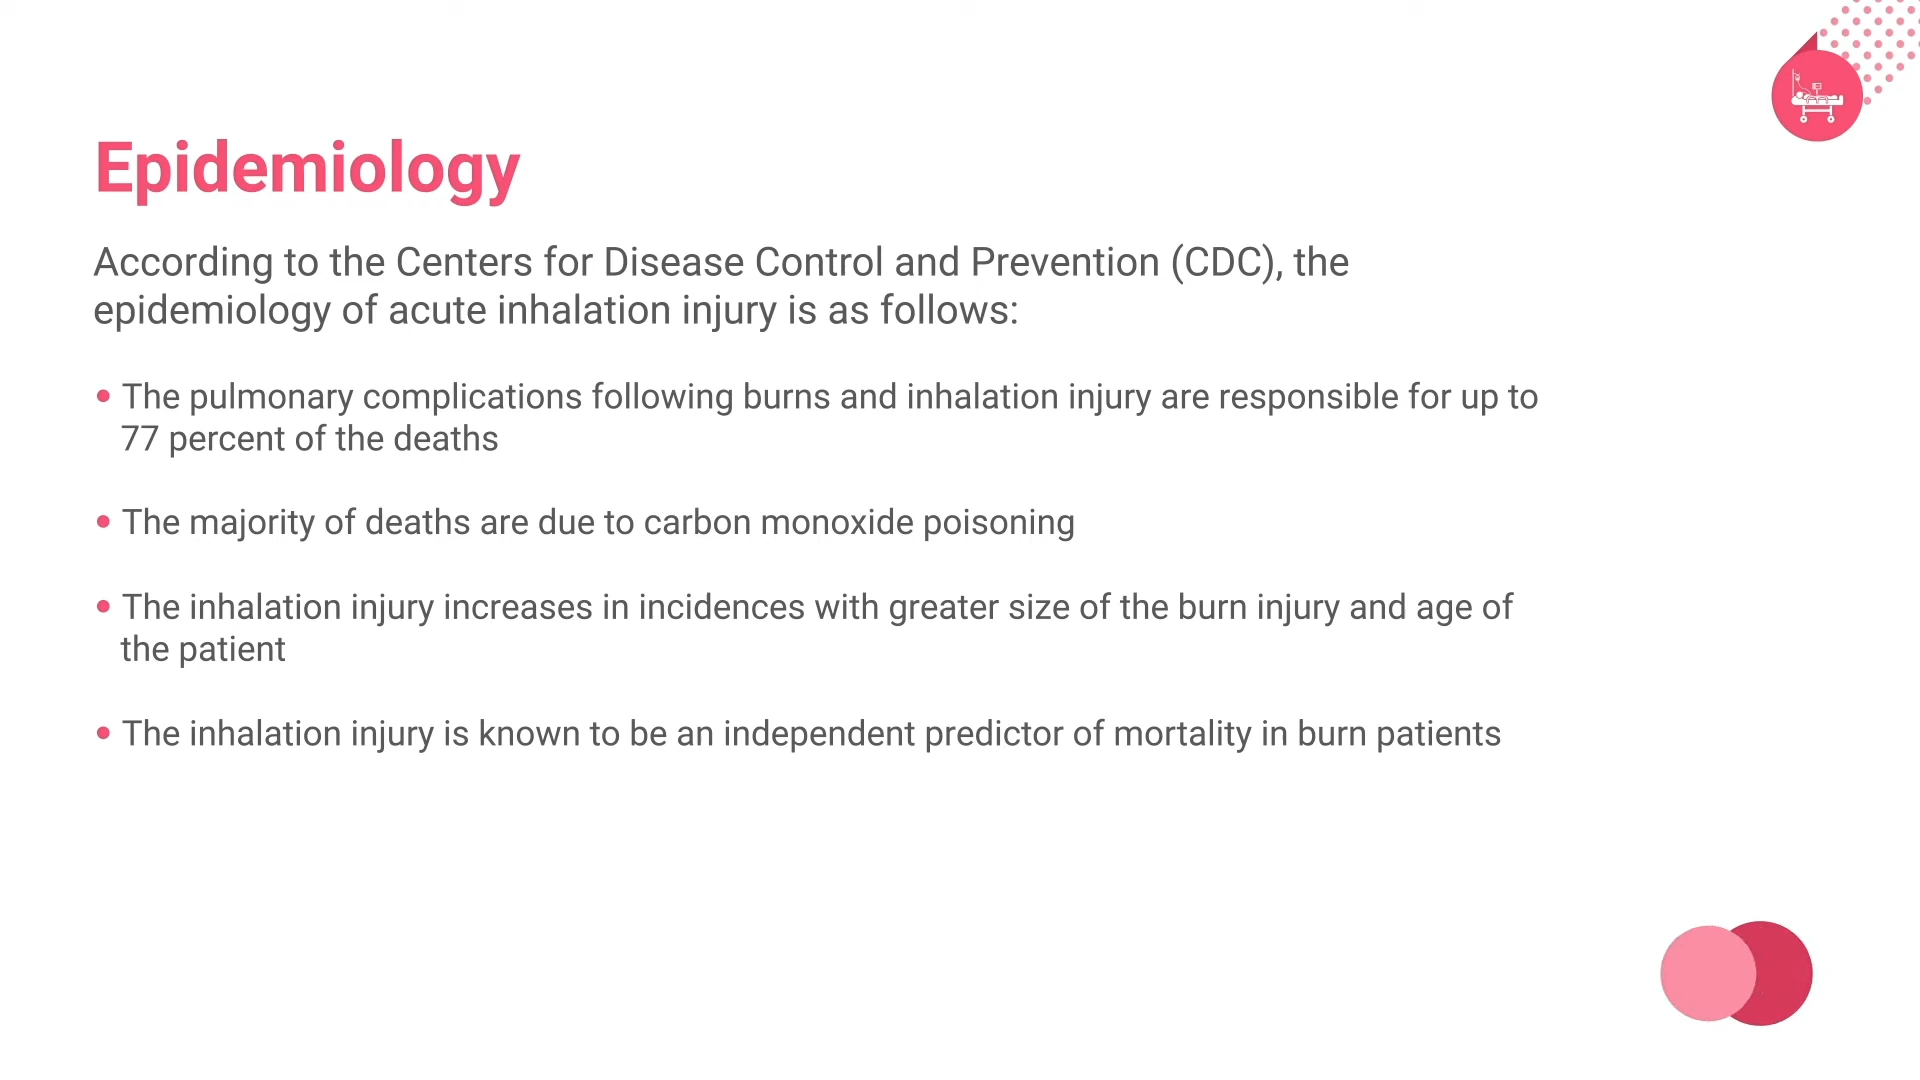 Epidemiology
According to the Centers for Disease Control and Prevention (CDC), the
epidemiology of acute inhalation injury is as follows:
• The pulmonary complications following burns and inhalation injury are responsible for up to
77 percent of the deaths
• The majority of deaths are due to carbon monoxide poisoning
• The inhalation injury increases in incidences with greater size of the burn injury and age of
the patient
• The inhalation injury is known to be an independent predictor of mortality in burn patients